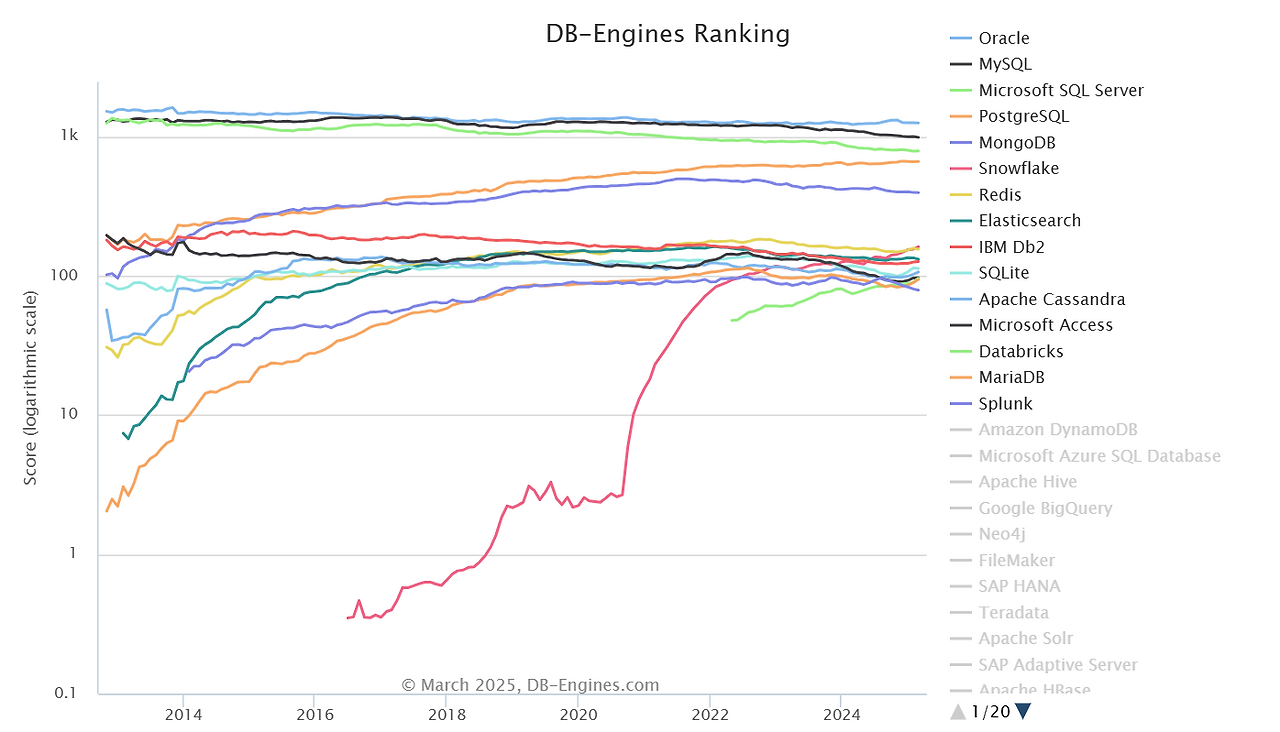 DB-Engines Ranking
Score (logarithmic scale)
1k
100
10
1
0.1
2014
2016
2018
2020
2022
2024
© March 2025, DB-Engines.com
Oracle
MySQL
Microsoft SQL Server
PostgreSQL
MongoDB
Snowflake
Redis
Elasticsearch
IBM Db2
SQLite
Apache Cassandra
Microsoft Access
Databricks
MariaDB
Splunk
Amazon DynamoDB
Microsoft Azure SQL Database
Apache Hive
Google BigQuery
Neo4j
FileMaker
SAP HANA
Teradata
Apache Solr
SAP Adaptive Server
Apache HBase
1/20